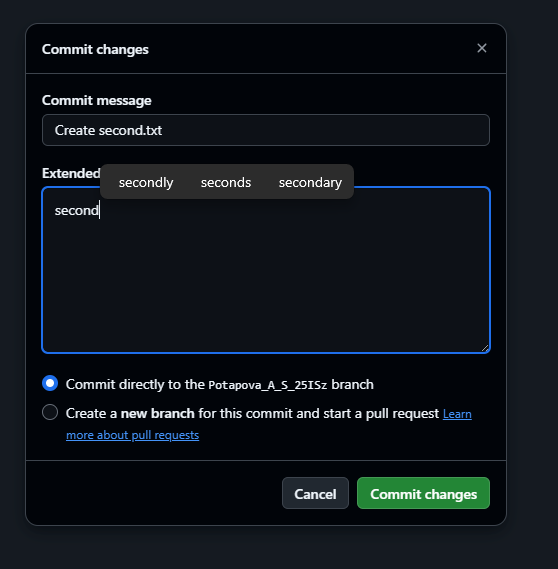 Commit changes
Commit message
Create second.txt
Extended
secondly seconds secondary
second
Commit directly to the Potapova_A_S_25ISz branch
Create a new branch for this commit and start a pull request Learn
more about pull requests
Cancel Commit changes